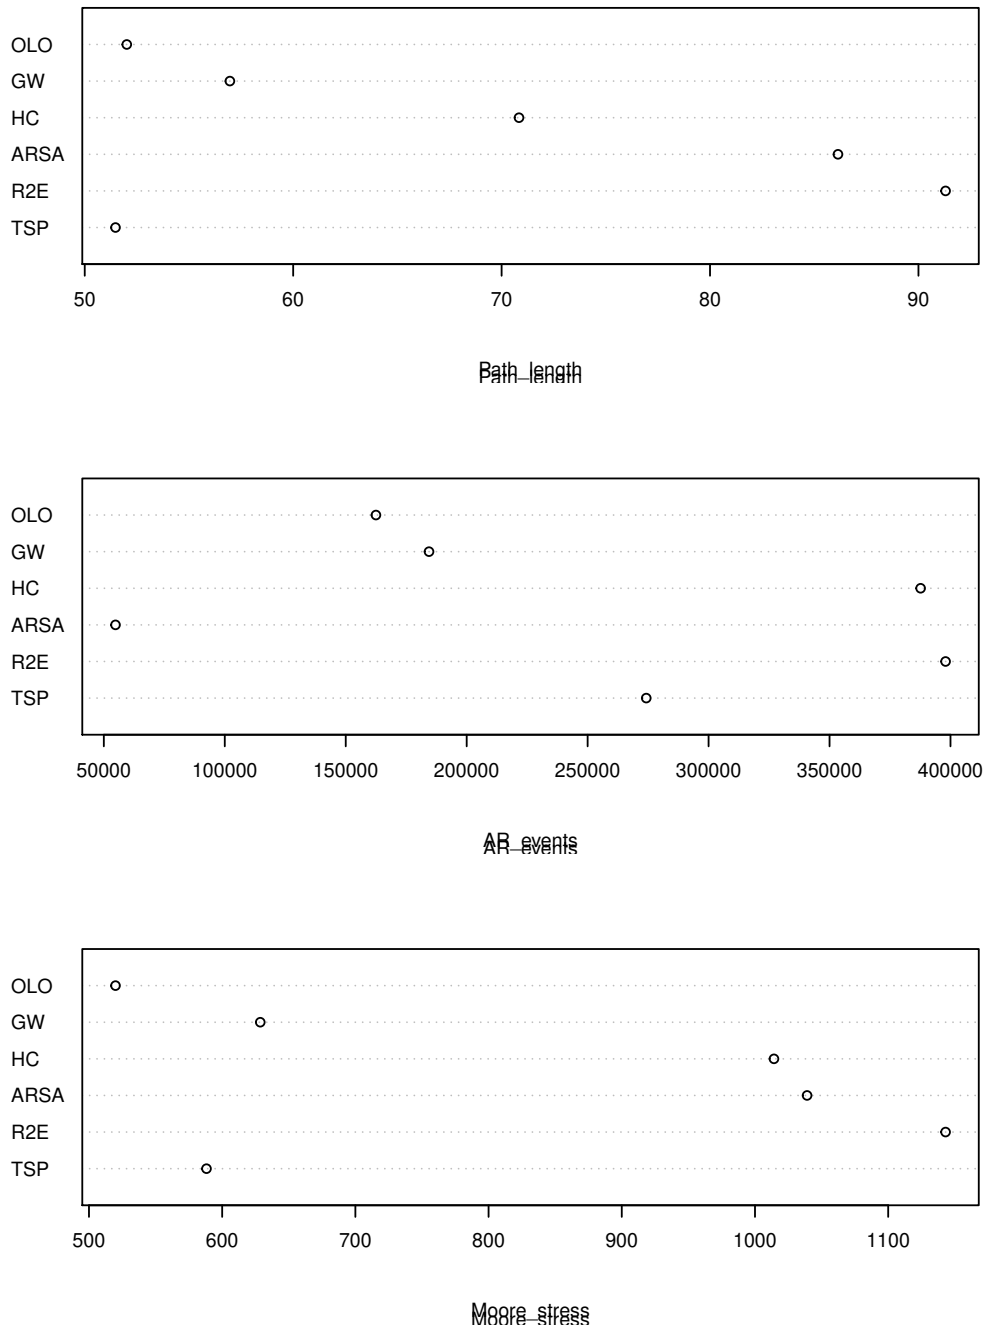 OLO
GW
HC
ARSA
R2E
TSP
50 60 70 80 90
Path_length
OLO
GW
HC
ARSA
R2E
TSP
50000 100000 150000 200000 250000 300000 350000 400000
AR_events
OLO
GW
HC
ARSA
R2E
TSP
500 600 700 800 900 1000 1100
Moore_stress